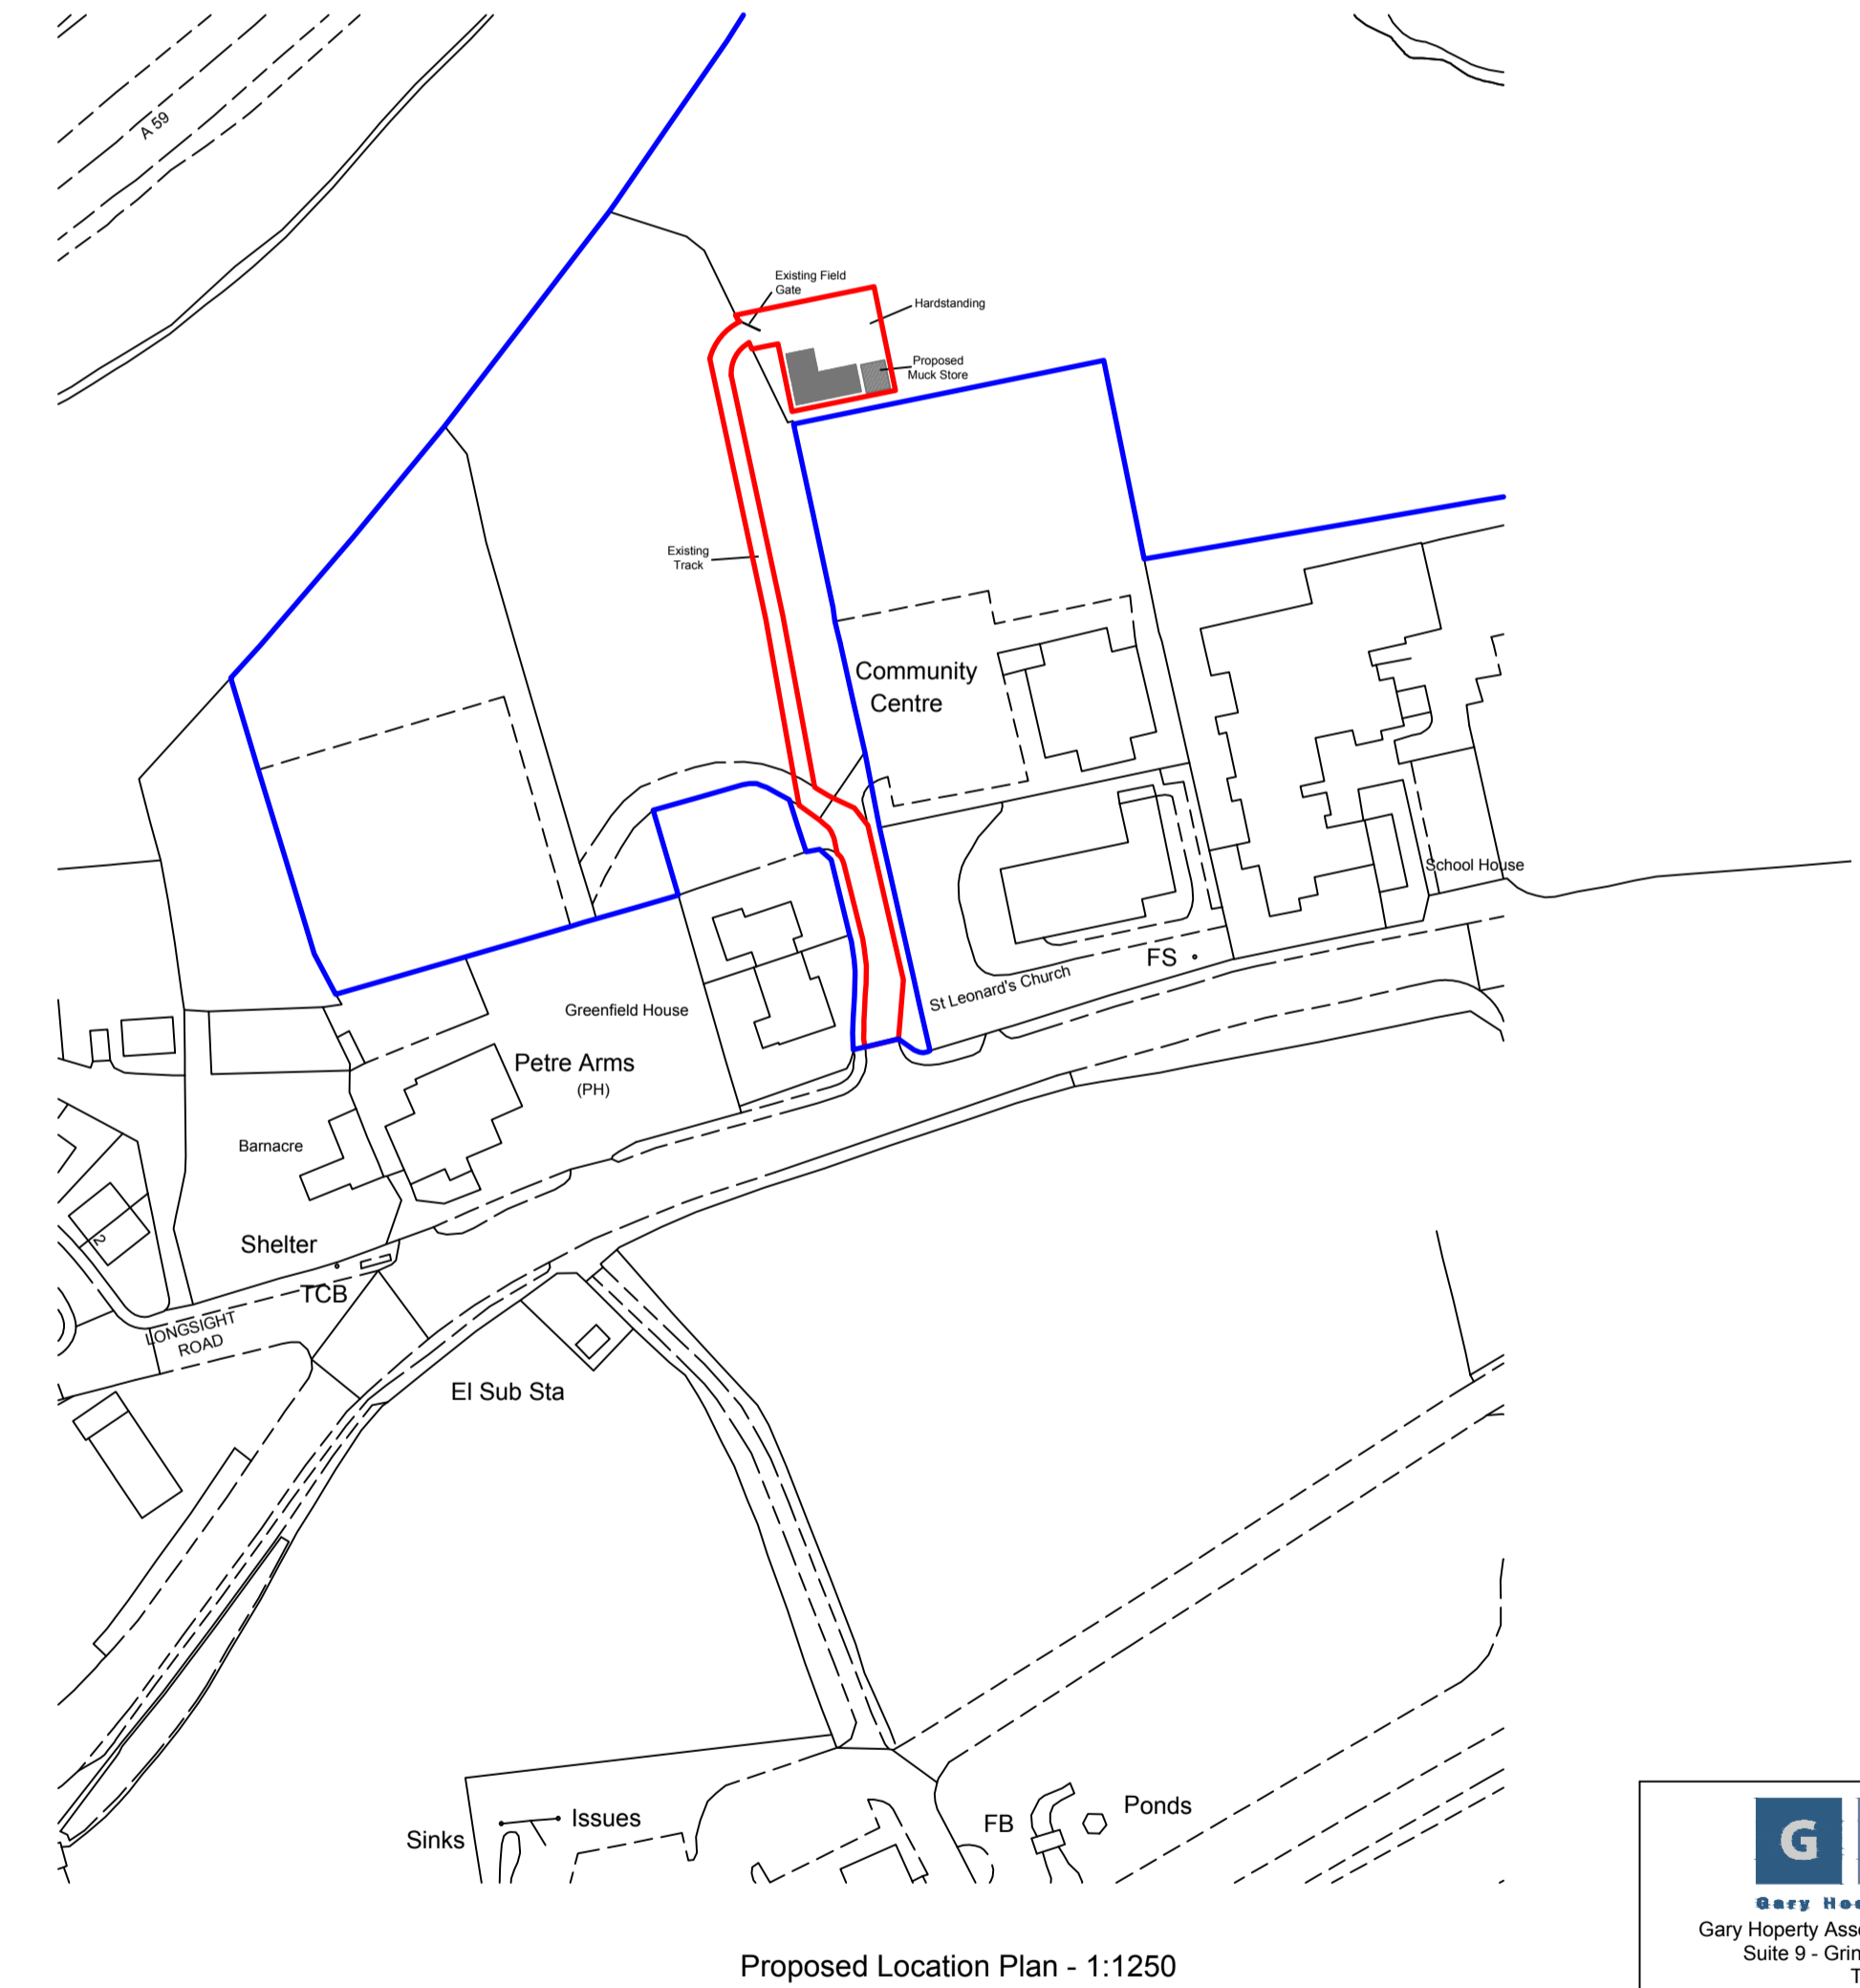 A 59
Existing Field
Gate
Hardstanding
Proposed
Muck Store
Existing
Track
Community
Centre
School House
FS
St Leonard's Church
Greenfield House
Petre Arms
(PH)
Barnacre
2
Shelter
TCB
LONGSIGHT
ROAD
El Sub Sta
Issues
Sinks
FB
Ponds
G
Gary
Gary Hoperty
Suite 9 -
Proposed Location Plan - 1:1250